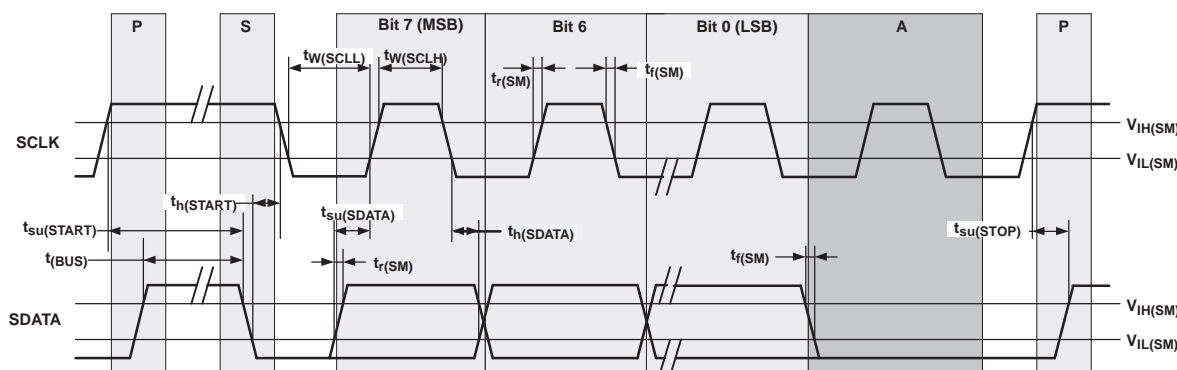 P S Bit 7 (MSB) Bit 6 Bit 0 (LSB) A P
tW(SCLL) tW(SCLH)
tr(SM) tf(SM)
SCLK
VIH(SM)
VIL(SM)
th(START)
tsu(SDATA)
tsu(START)
th(SDATA)
tsu(STOP)
t(BUS)
tr(SM)
tf(SM)
SDATA
VIH(SM)
VIL(SM)